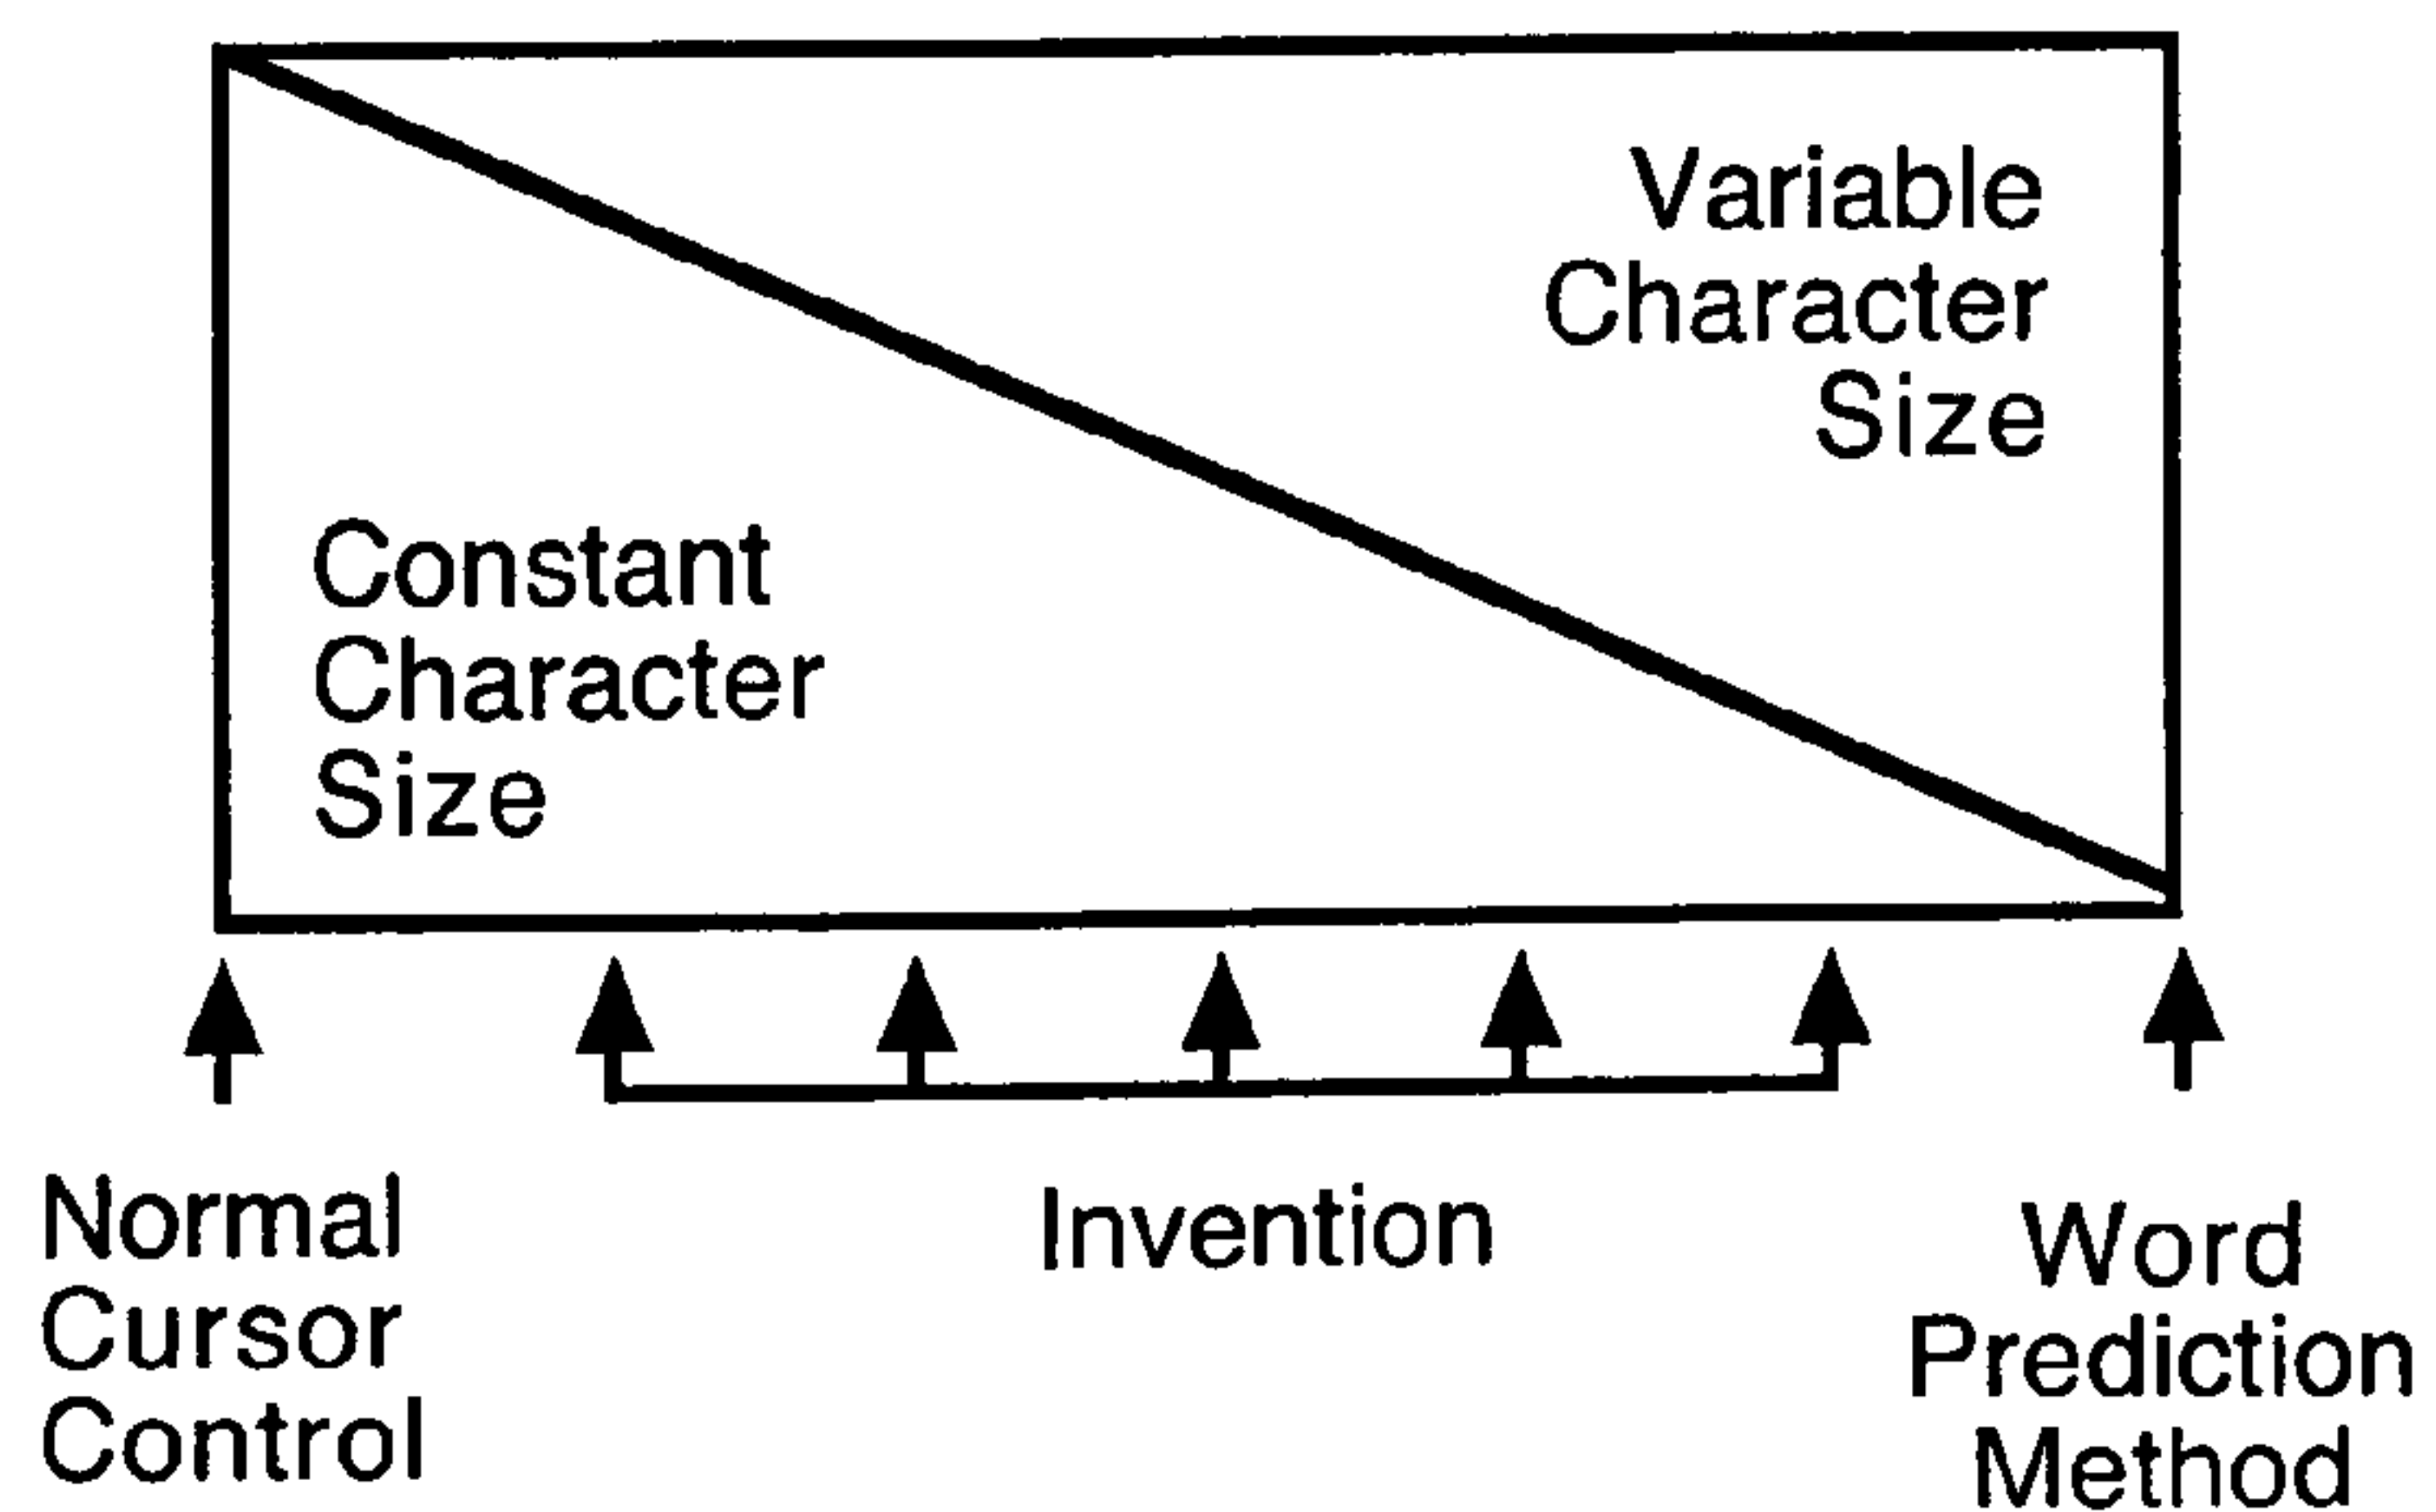 Variable
Character
Size
Constant
Character
Size
Normal
Cursor
Control
Invention
Word
Prediction
Method